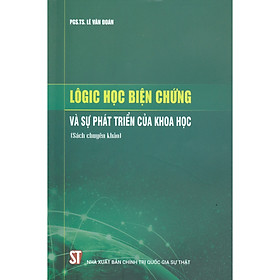 PGS.TS. LÊ VĂN ĐOÁN
LÔGIC HỌC BIỆN CHỨNG
VÀ SỰ PHÁT TRIỂN CỦA KHOA HỌC
(Sách chuyên khảo)
ST
NHÀ XUẤT BẢN CHÍNH TRỊ QUỐC GIA SỰ THẬT